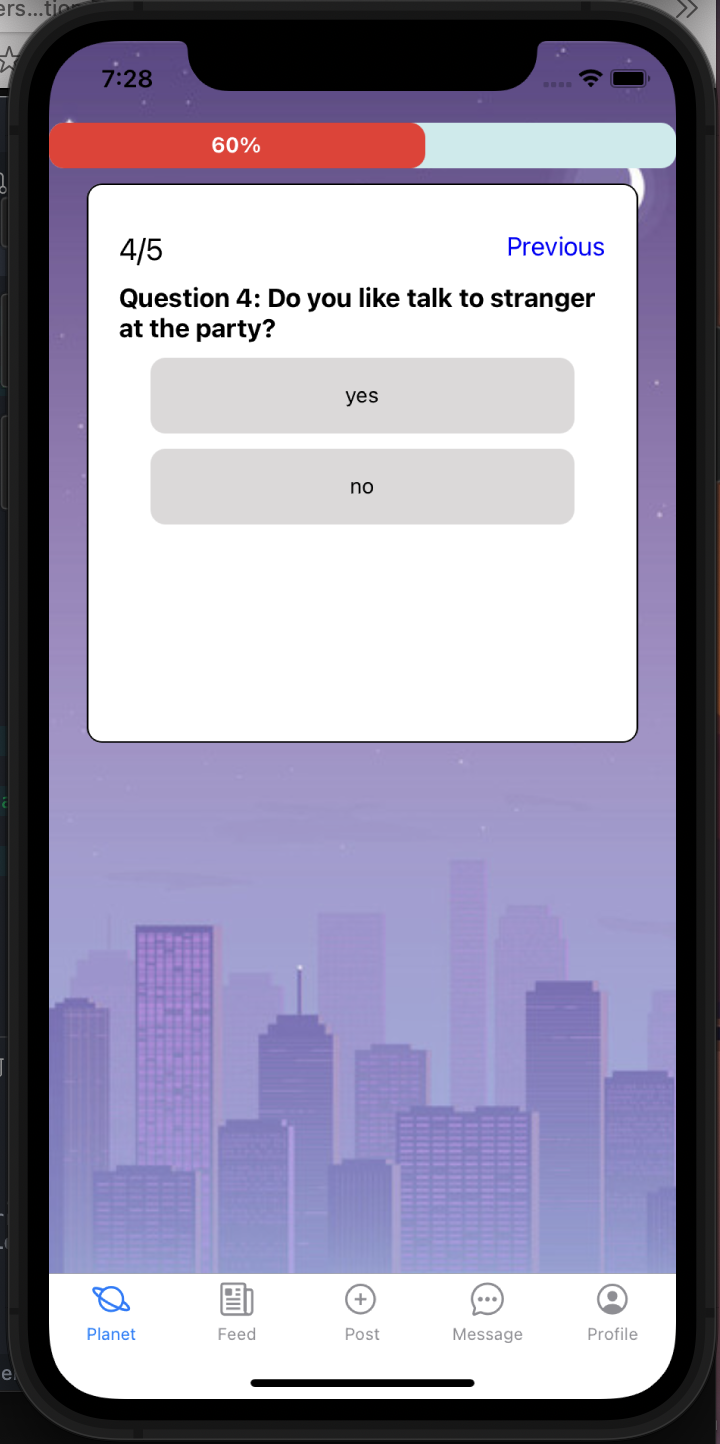 ers...tion
7:28
60%
4/5
Previous
Question 4: Do you like talk to stranger
at the party?
yes
no
Planet
Feed
Post
Message
Profile